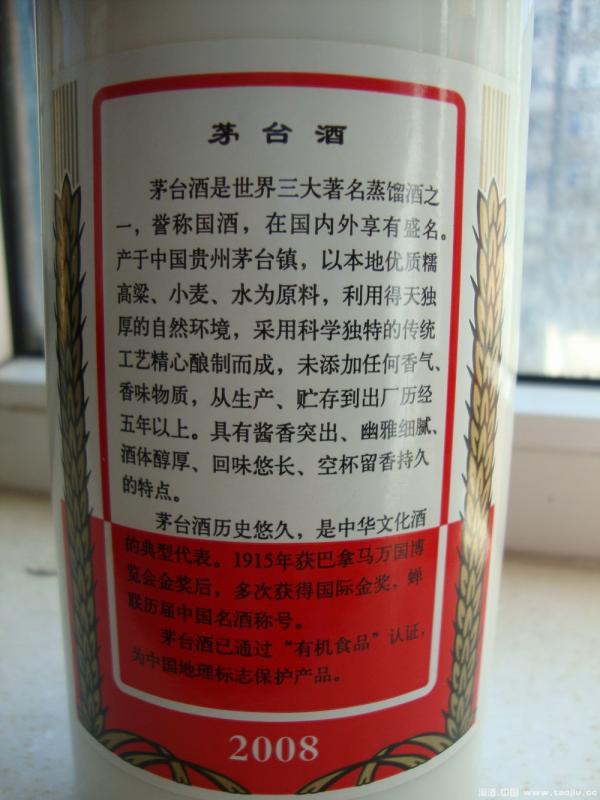 茅台酒
茅台酒是世界三大著名蒸馏酒之
一，誉称国酒，在国内外享有盛名。
产于中国贵州茅台镇，以本地优质糯
高粱、小麦、水为原料，利用得天独
厚的自然环境，采用科学独特的传统
工艺精心酿制而成，未添加任何香气、
香味物质，从生产、贮存到出厂历经
五年以上。具有酱香突出、幽雅细腻、
酒体醇厚、回味悠长、空杯留香持久
的特点。
茅台酒历史悠久，是中华文化酒
的典型代表。1915年获巴拿马万国博
览会金奖后，多次获得国际金奖，蝉
联历届中国名酒称号。
茅台酒已通过“有机食品”认证，
为中国地理标志保护产品。
2008
淘酒.中国 www.taojiu.cc